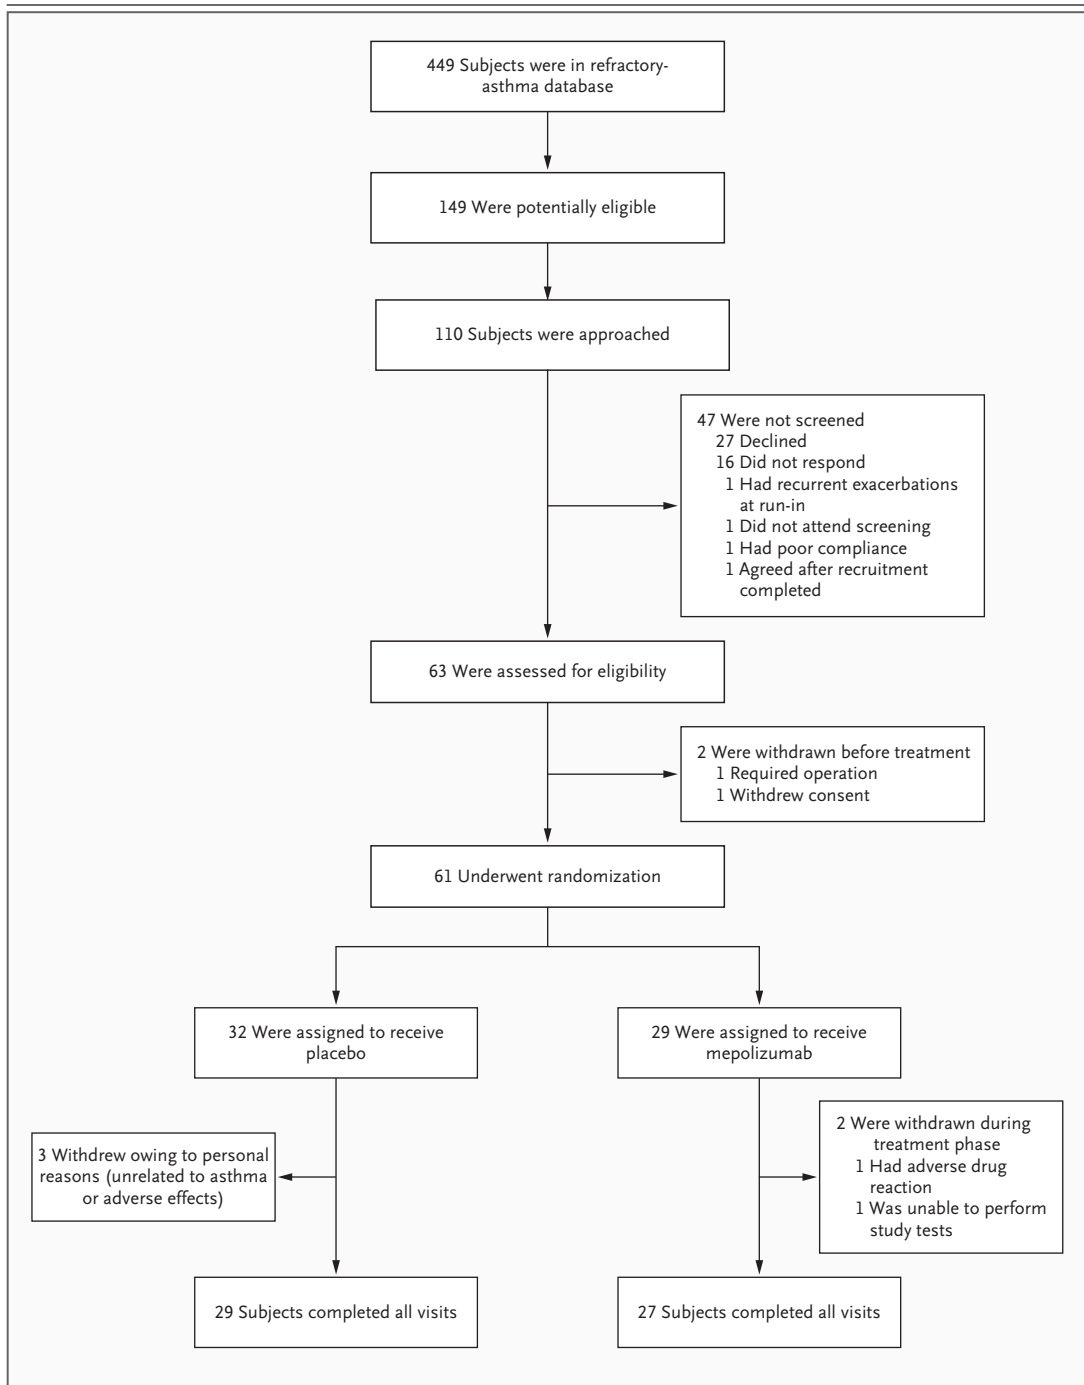 449 Subjects were in refractory-
asthma database
149 Were potentially eligible
110 Subjects were approached
47 Were not screened
27 Declined
16 Did not respond
1 Had recurrent exacerbations
at run-in
1 Did not attend screening
1 Had poor compliance
1 Agreed after recruitment
completed
63 Were assessed for eligibility
2 Were withdrawn before treatment
1 Required operation
1 Withdrew consent
61 Underwent randomization
32 Were assigned to receive
placebo
29 Were assigned to receive
mepolizumab
3 Withdrew owing to personal
reasons (unrelated to asthma
or adverse effects)
2 Were withdrawn during
treatment phase
1 Had adverse drug
reaction
1 Was unable to perform
study tests
29 Subjects completed all visits
27 Subjects completed all visits